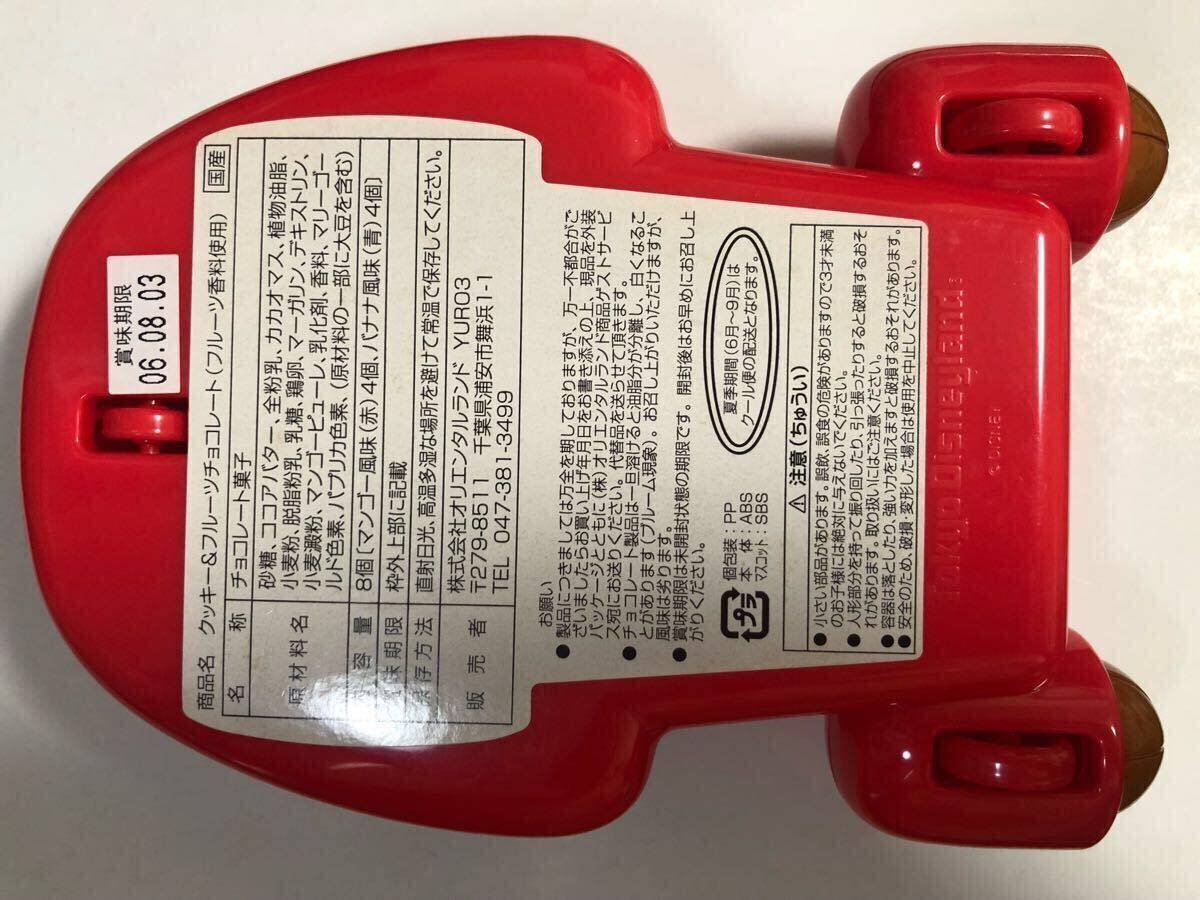 賞味期限
06.08.03
商品名 クッキー&フルーツチョコレート(フルーツ香料使用) 国産
名 称 チョコレート菓子
原材料名 砂糖、ココアバター、全粉乳、カカオマス、植物油脂、
小麦粉、脱脂粉乳、乳糖、鶏卵、マーガリン、デキストリン、
小麦澱粉、マンゴーピューレ、乳化剤、香料、マリーゴー
ルド色素、パプリカ色素、(原材料の一部に大豆を含む)
容量 8個[マンゴー風味(赤)4個、バナナ風味(青)4個]
味期限 枠外上部に記載
保存方法 直射日光、高温多湿な場所を避けて常温で保存してください。
販売者 株式会社オリエンタルランド YURO3
〒279-8511 千葉県浦安市舞浜1-1
TEL 047-381-3499
お願い
●製品につきましては万全を期しておりますが、万一不都合がご
ざいましたらお買い上げ年月日をお書き添えの上、現品を外装
パッケージとともに(株)オリエンタルランド商品ゲストサービ
ス宛にお送りください。代替品を送らせて頂きます。
●チョコレート製品は一旦溶けると油脂分が分離し、白くなるこ
とがあります(ブルーム現象)。お召し上がりいただけますが、
風味は劣ります。
●賞味期限は未開封状態の期限です。開封後はお早めにお召し上
がりください。
プラ
個包装:PP
本体:ABS
マスコット:SBS
夏季期間(6月~9月)は
クール便の配送となります。
⚠ 注意(ちゅうい)
●小さい部品があります。誤飲、誤食の危険がありますので3才未満
のお子様には絶対に与えないでください。
●人形部分を持って振り回したり、引っ張ったりすると破損するおそ
れがあります。取り扱いにはご注意ください。
●容器は落としたり、強い力を加えますと破損するおそれがあります。
●安全のため、破損・変形した場合は使用を中止してください。
Tokyo Disneyland®
©DISNEY